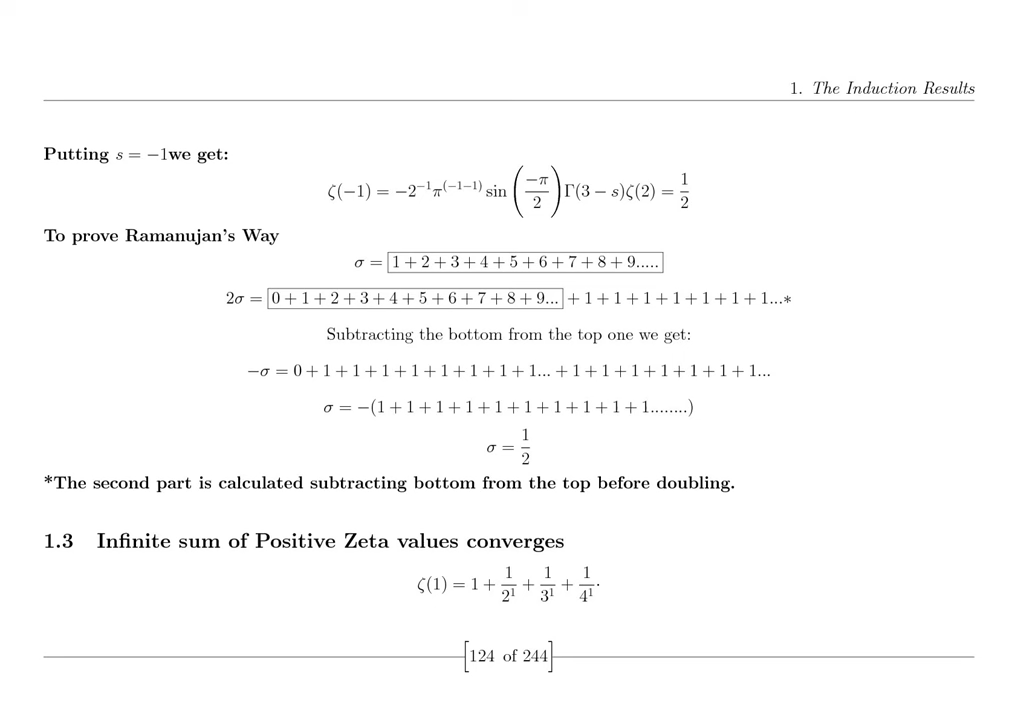 1. The Induction Results
Putting s = −1we get:
ζ(−1) = −2^{−1}π^{(−1−1)} sin(−π/2)Γ(3 − s)ζ(2) = 1/2
To prove Ramanujan's Way
σ = 1 + 2 + 3 + 4 + 5 + 6 + 7 + 8 + 9.....
2σ = 0 + 1 + 2 + 3 + 4 + 5 + 6 + 7 + 8 + 9... + 1 + 1 + 1 + 1 + 1 + 1 + 1...*
Subtracting the bottom from the top one we get:
−σ = 0 + 1 + 1 + 1 + 1 + 1 + 1 + 1 + 1... + 1 + 1 + 1 + 1 + 1 + 1 + 1...
σ = −(1 + 1 + 1 + 1 + 1 + 1 + 1 + 1 + 1 + 1........)
σ = 1/2
*The second part is calculated subtracting bottom from the top before doubling.
1.3 Infinite sum of Positive Zeta values converges
ζ(1) = 1 + 1/2^1 + 1/3^1 + 1/4^1·
[124 of 244]